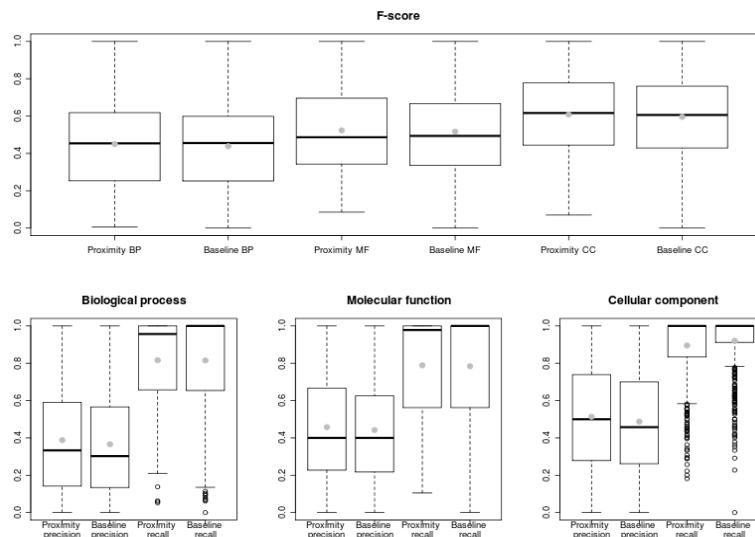 F-score
1.0
0.8
0.6
0.4
0.2
0.0
Proximity BP Baseline BP Proximity MF Baseline MF Proximity CC Baseline CC
Biological process Molecular function Cellular component
1.0 1.0 1.0
0.8 0.8 0.8
0.6 0.6 0.6
0.4 0.4 0.4
0.2 0.2 0.2
0.0 0.0 0.0
Proximity Baseline Proximity Baseline Proximity Baseline Proximity Baseline Proximity Baseline Proximity Baseline
precision precision recall recall precision precision recall recall precision precision recall recall